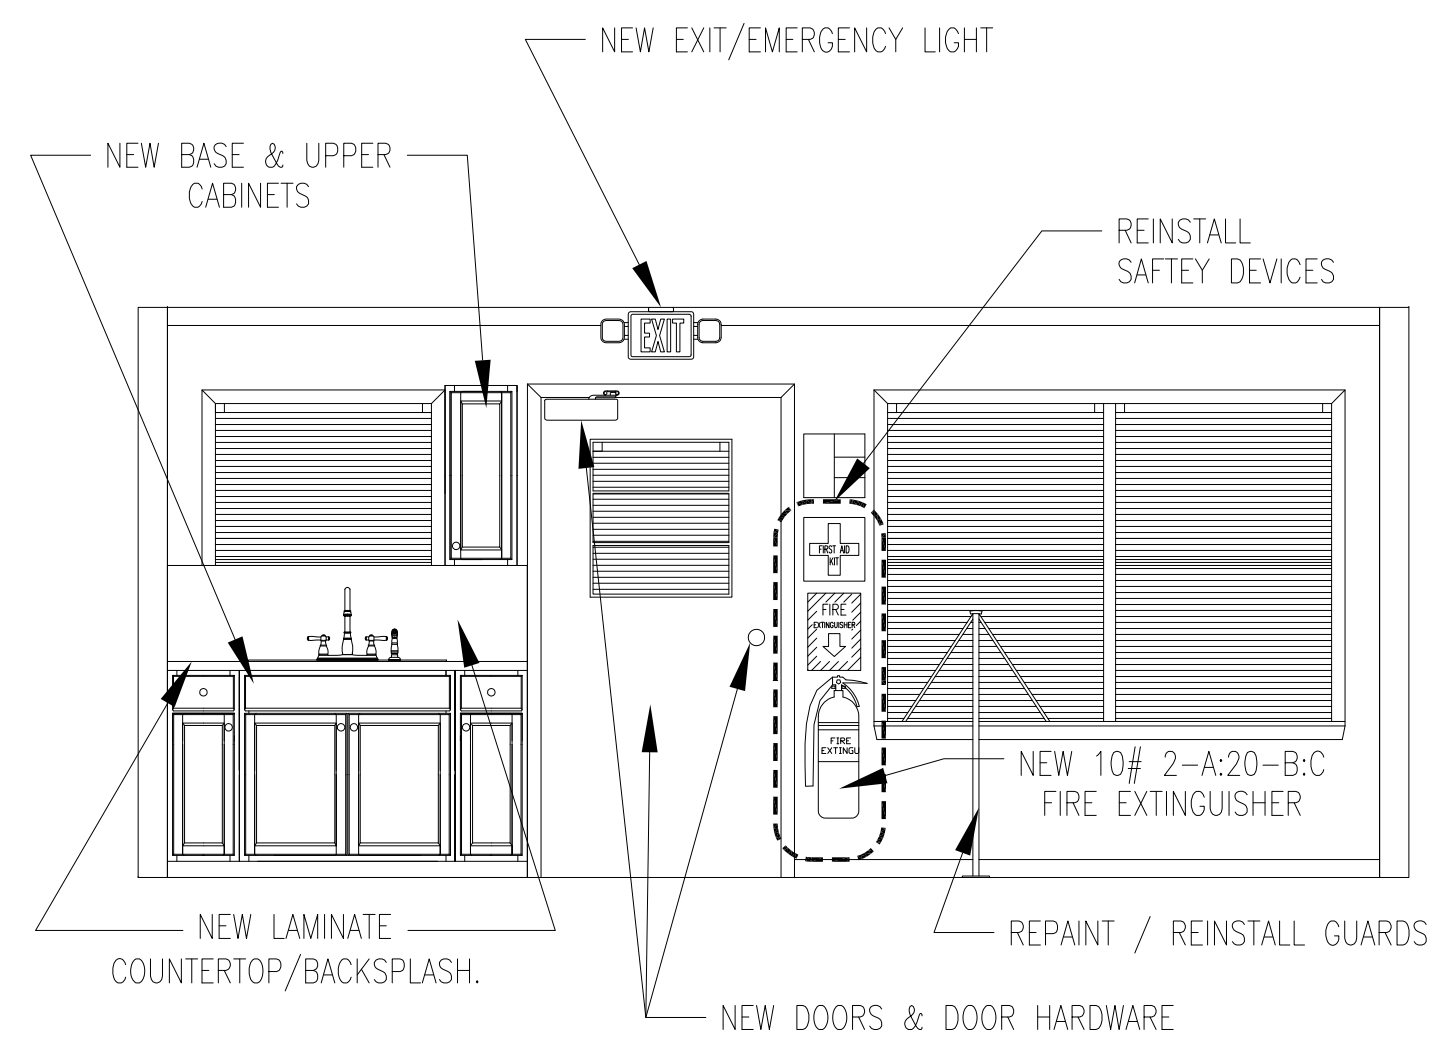 NEW EXIT/EMERGENCY LIGHT
NEW BASE & UPPER
CABINETS
REINSTALL
SAFTEY DEVICES
EXIT
FIRST AID
KIT
FIRE
EXTINGUISHER
FIRE
EXTINGU
NEW 10# 2-A:20-B:C
FIRE EXTINGUISHER
NEW LAMINATE
COUNTERTOP/BACKSPLASH.
REPAINT / REINSTALL GUARDS
NEW DOORS & DOOR HARDWARE